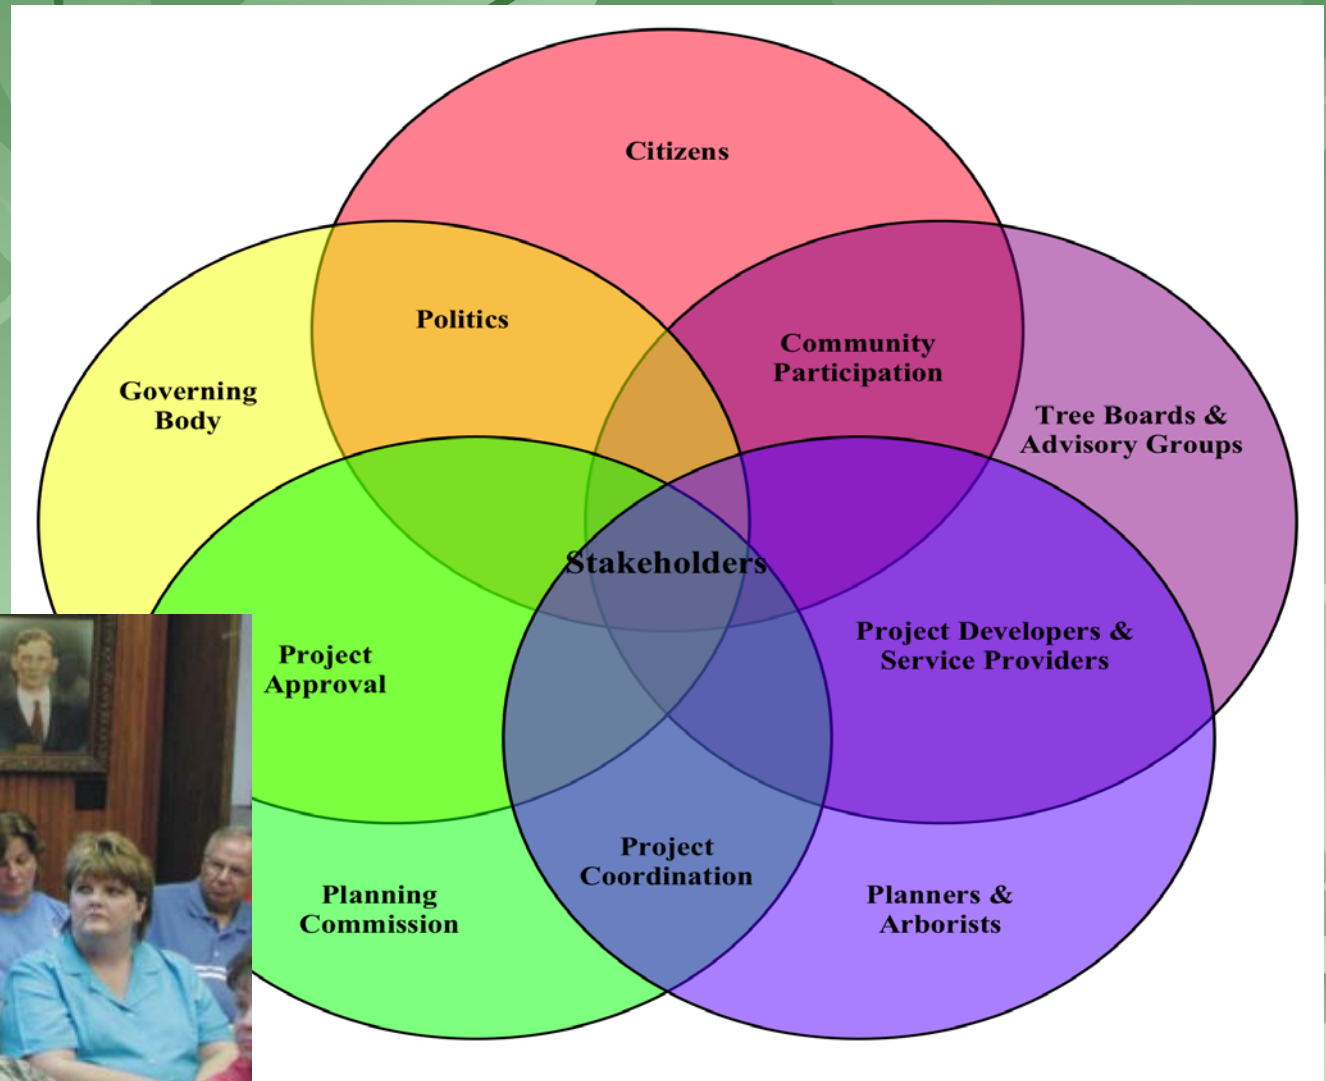 Citizens
Politics
Community
Participation
Governing
Body
Tree Boards &
Advisory Groups
Stakeholders
Project Developers &
Service Providers
Project
Approval
Project
Coordination
Planning
Commission
Planners &
Arborists